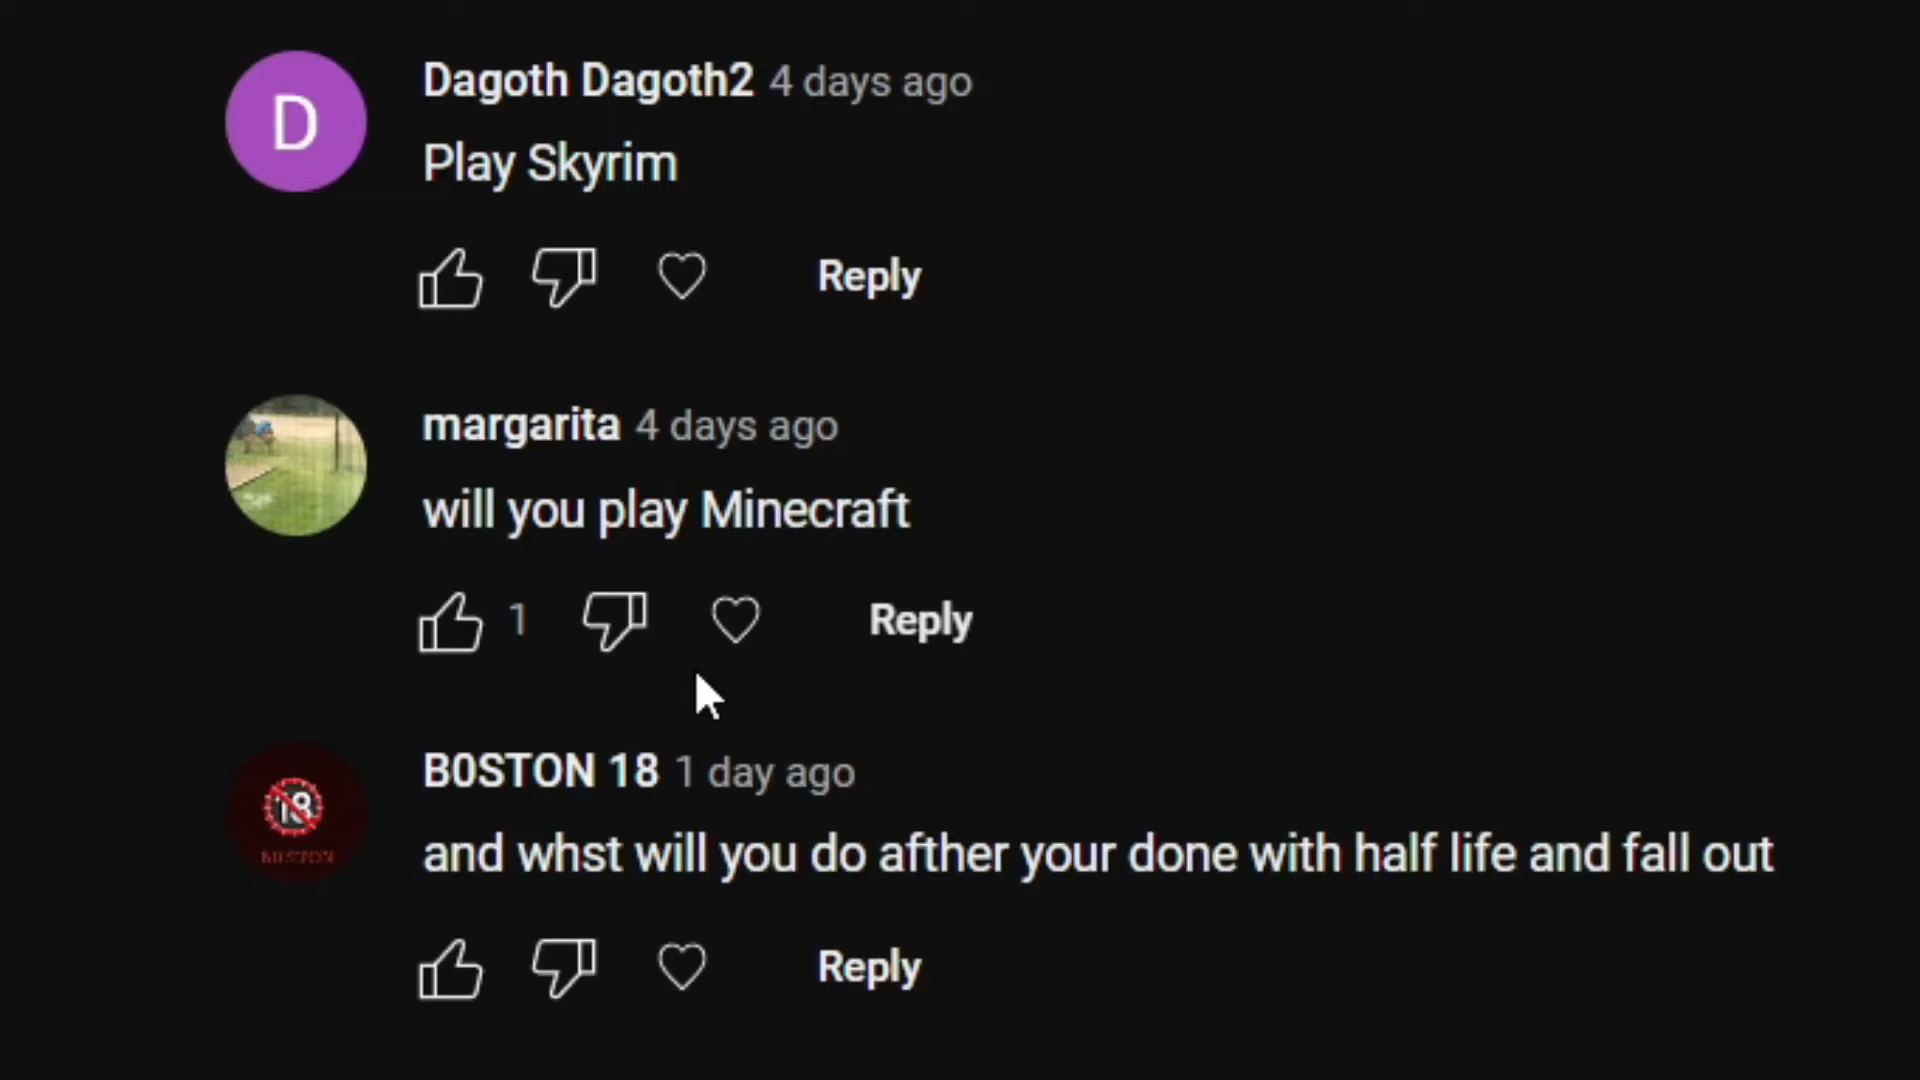 D
Dagoth Dagoth2 4 days ago
Play Skyrim
Reply
margarita 4 days ago
will you play Minecraft
1
Reply
18
B0STON
B0STON 18 1 day ago
and whst will you do afther your done with half life and fall out
Reply